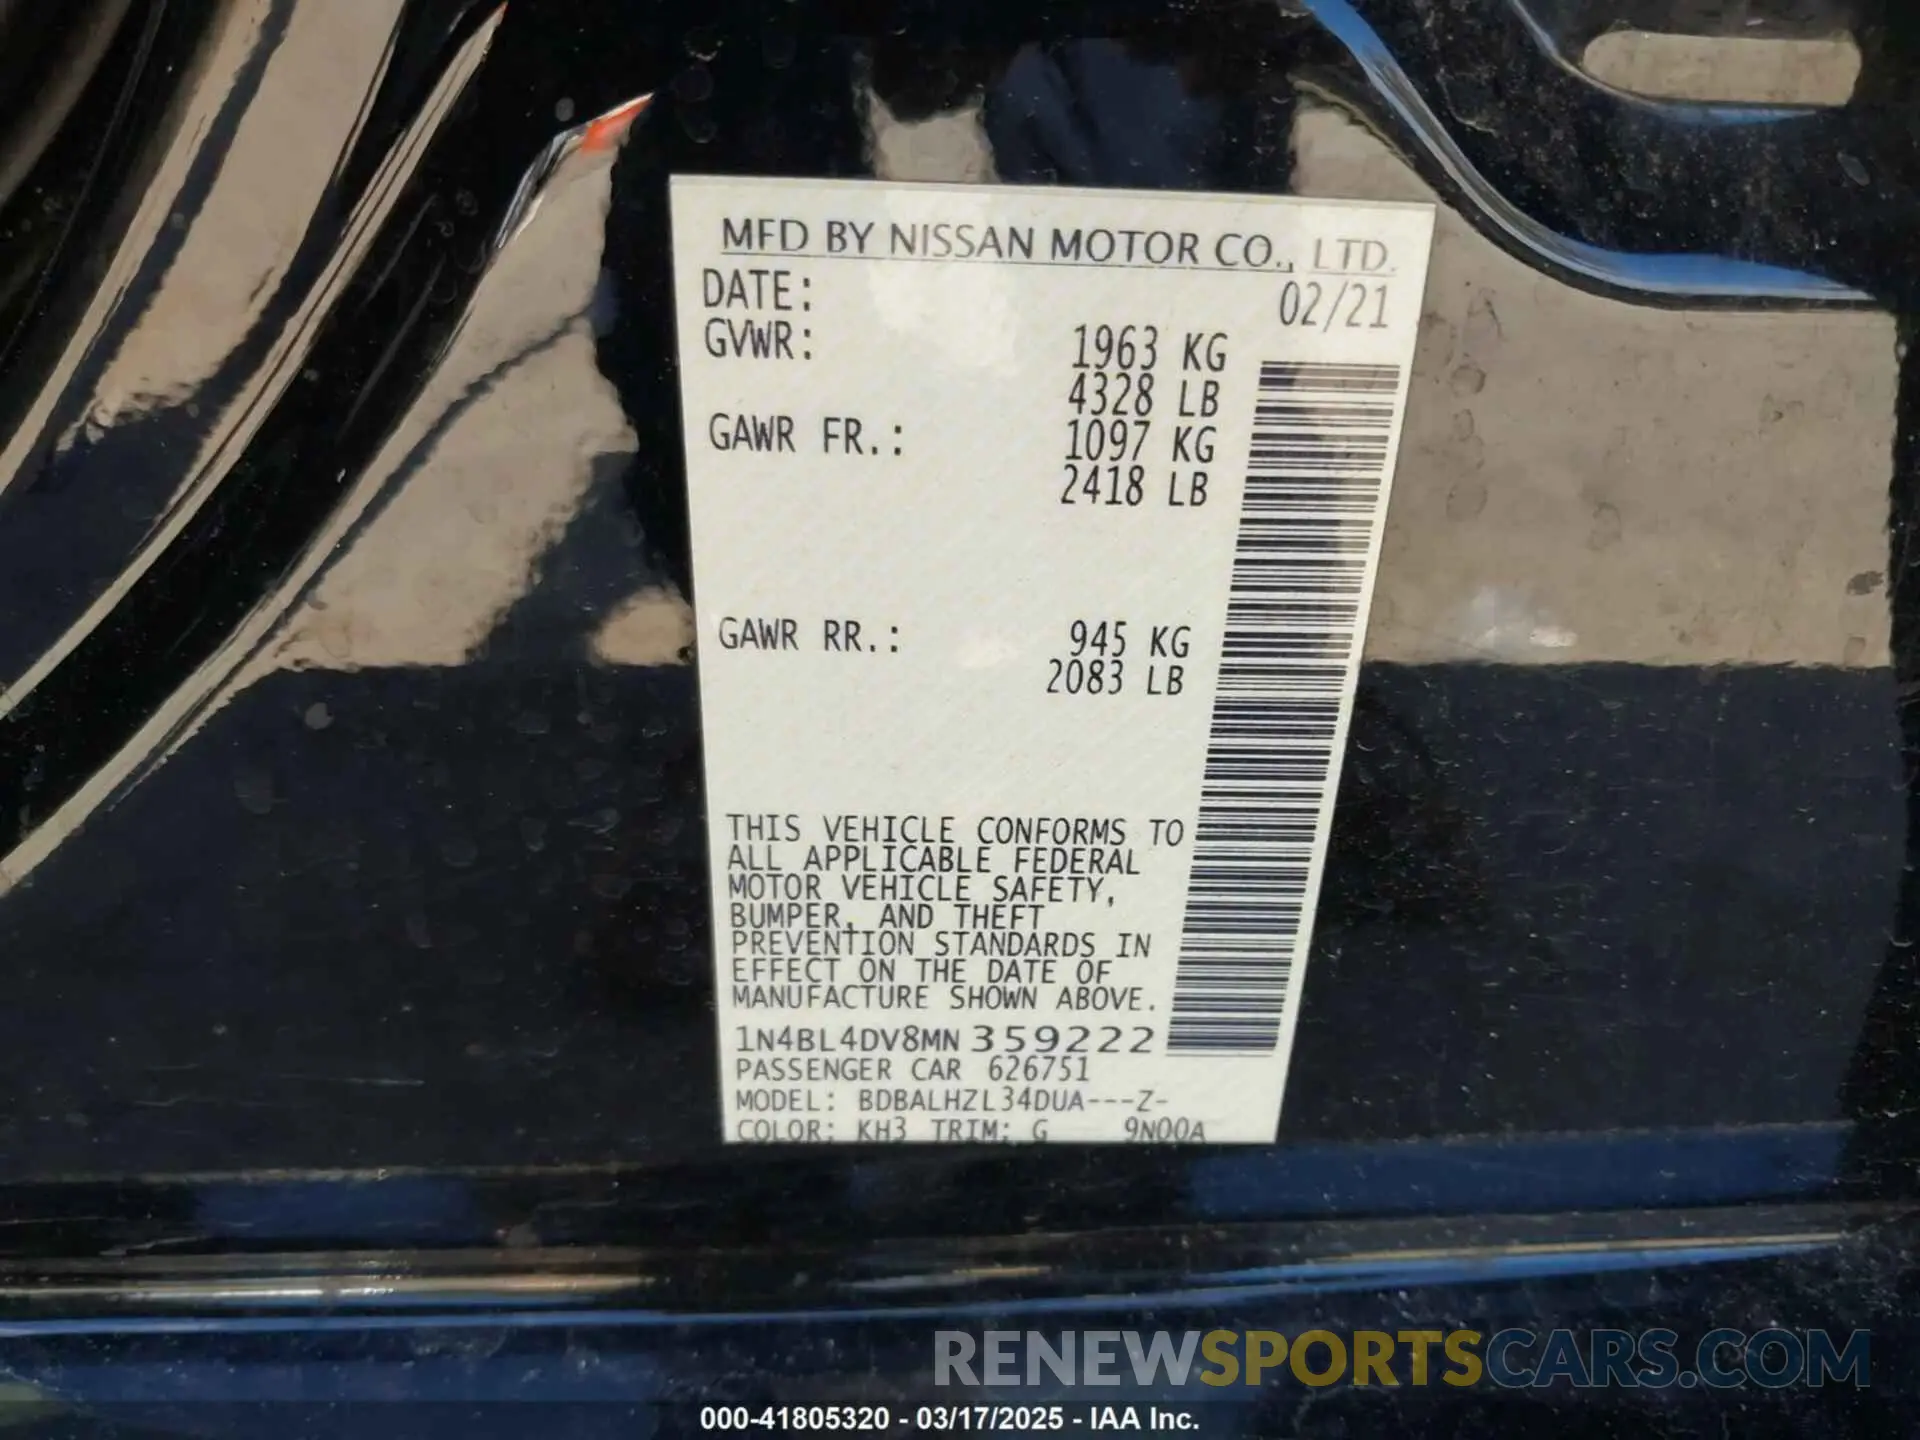 MFD BY NISSAN MOTOR CO., LTD.
DATE: 02/21
GVWR: 1963 KG
4328 LB
GAWR FR.: 1097 KG
2418 LB
GAWR RR.: 945 KG
2083 LB
THIS VEHICLE CONFORMS TO
ALL APPLICABLE FEDERAL
MOTOR VEHICLE SAFETY,
BUMPER, AND THEFT
PREVENTION STANDARDS IN
EFFECT ON THE DATE OF
MANUFACTURE SHOWN ABOVE.
1N4BL4DV8MN359222
PASSENGER CAR 626751
MODEL: BDBALHZL34DUA---Z-
COLOR: KH3 TRIM: G 9N00A
RENEWSPORTSCARS.COM
000-41805320 - 03/17/2025 - IAA Inc.